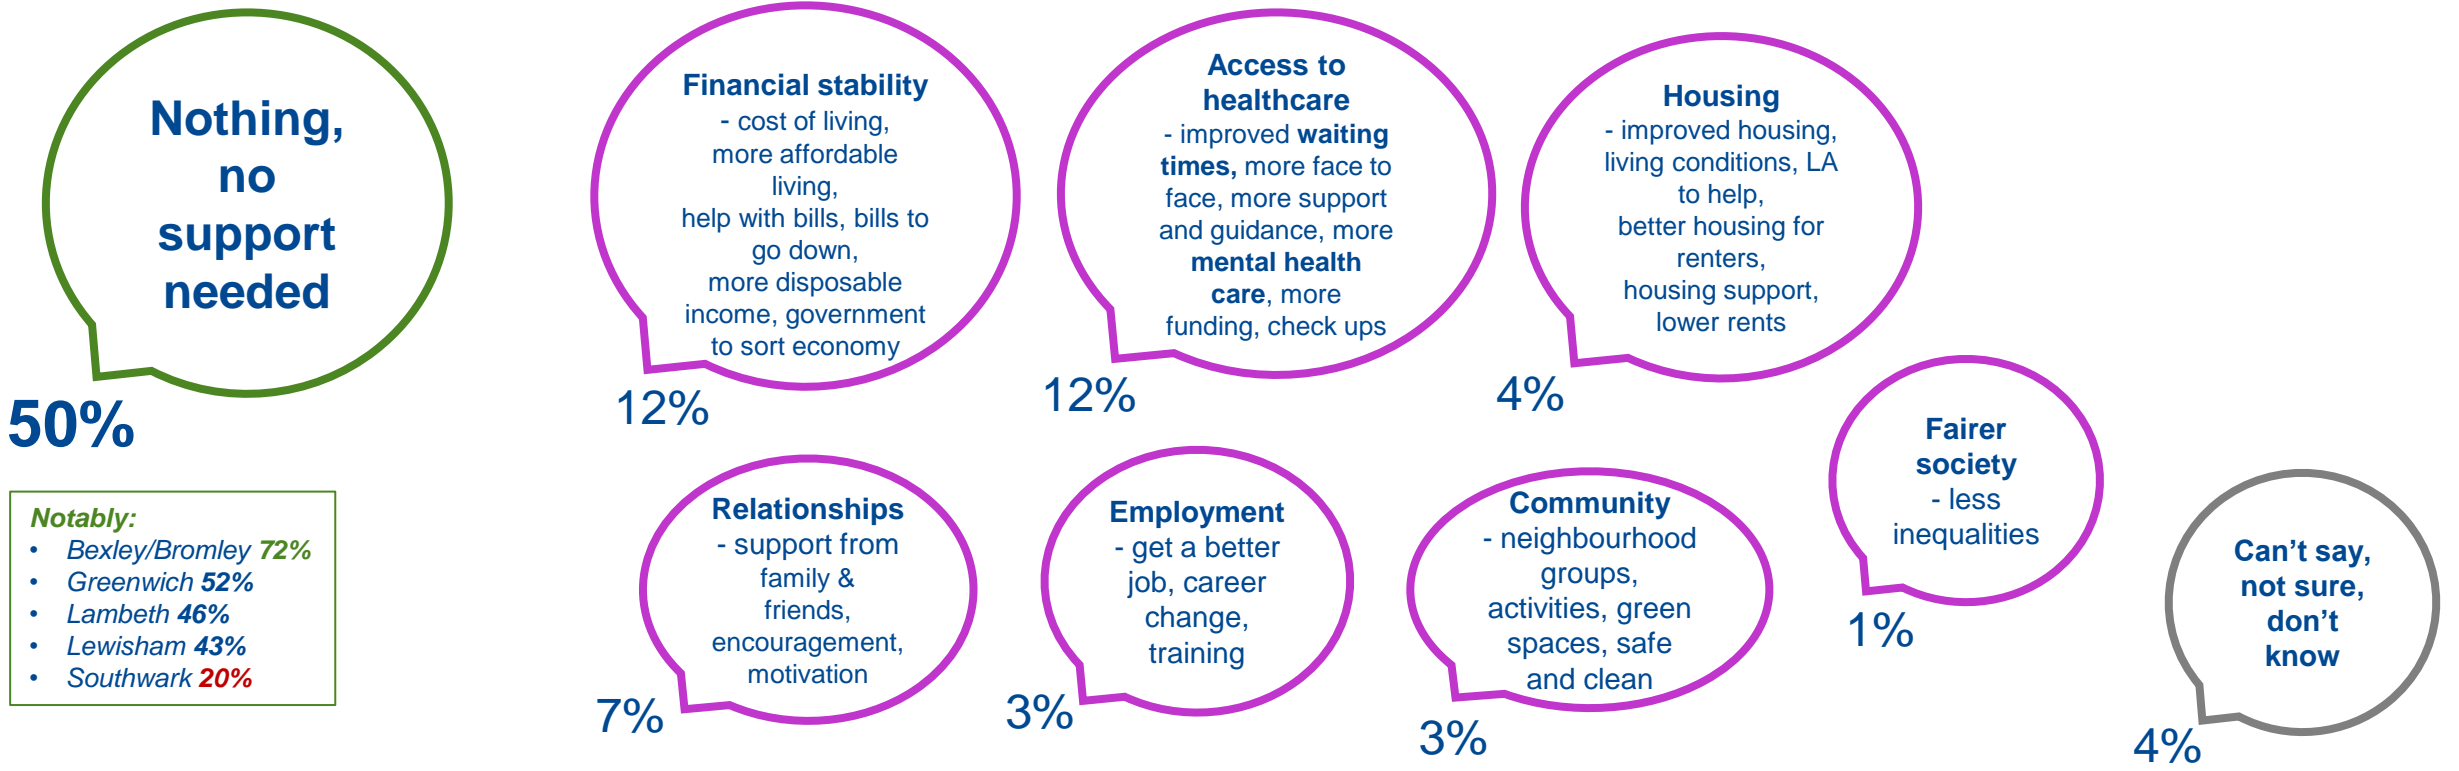 Nothing,
no
support
needed
50%
Notably:
• Bexley/Bromley 72%
• Greenwich 52%
• Lambeth 46%
• Lewisham 43%
• Southwark 20%
Financial stability
- cost of living,
more affordable
living,
help with bills, bills to
go down,
more disposable
income, government
to sort economy
12%
Access to
healthcare
- improved waiting
times, more face to
face, more support
and guidance, more
mental health
care, more
funding, check ups
12%
Housing
- improved housing,
living conditions, LA
to help,
better housing for
renters,
housing support,
lower rents
4%
Relationships
- support from
family &
friends,
encouragement,
motivation
7%
Employment
- get a better
job, career
change,
training
3%
Community
- neighbourhood
groups,
activities, green
spaces, safe
and clean
3%
Fairer
society
- less
inequalities
1%
Can’t say,
not sure,
don’t
know
4%